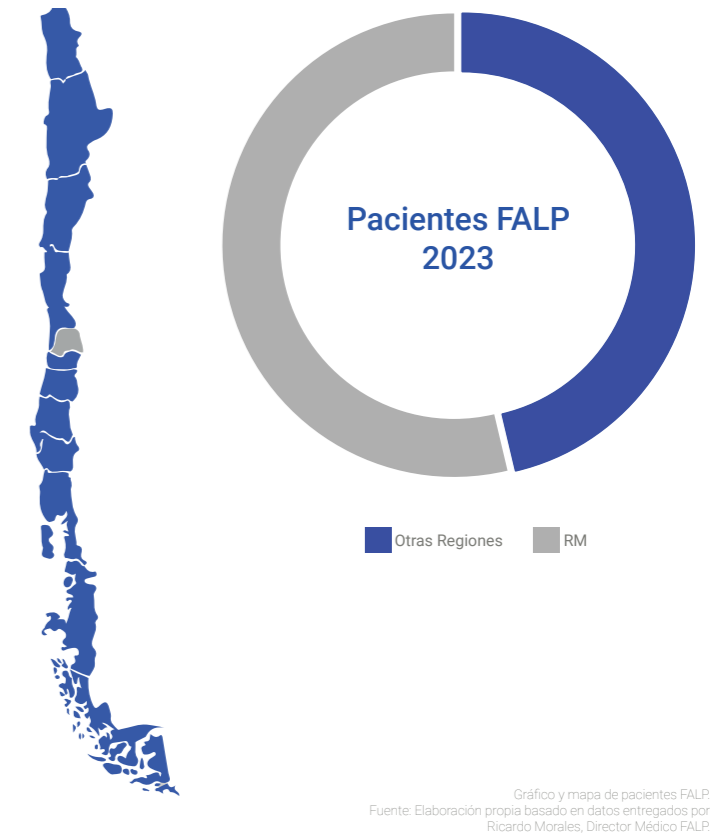 Pacientes FALP
2023
Otras Regiones
RM
Gráfico y mapa de pacientes FALP.
Fuente: Elaboración propia basado en datos entregados por
Ricardo Morales, Director Médico FALP.